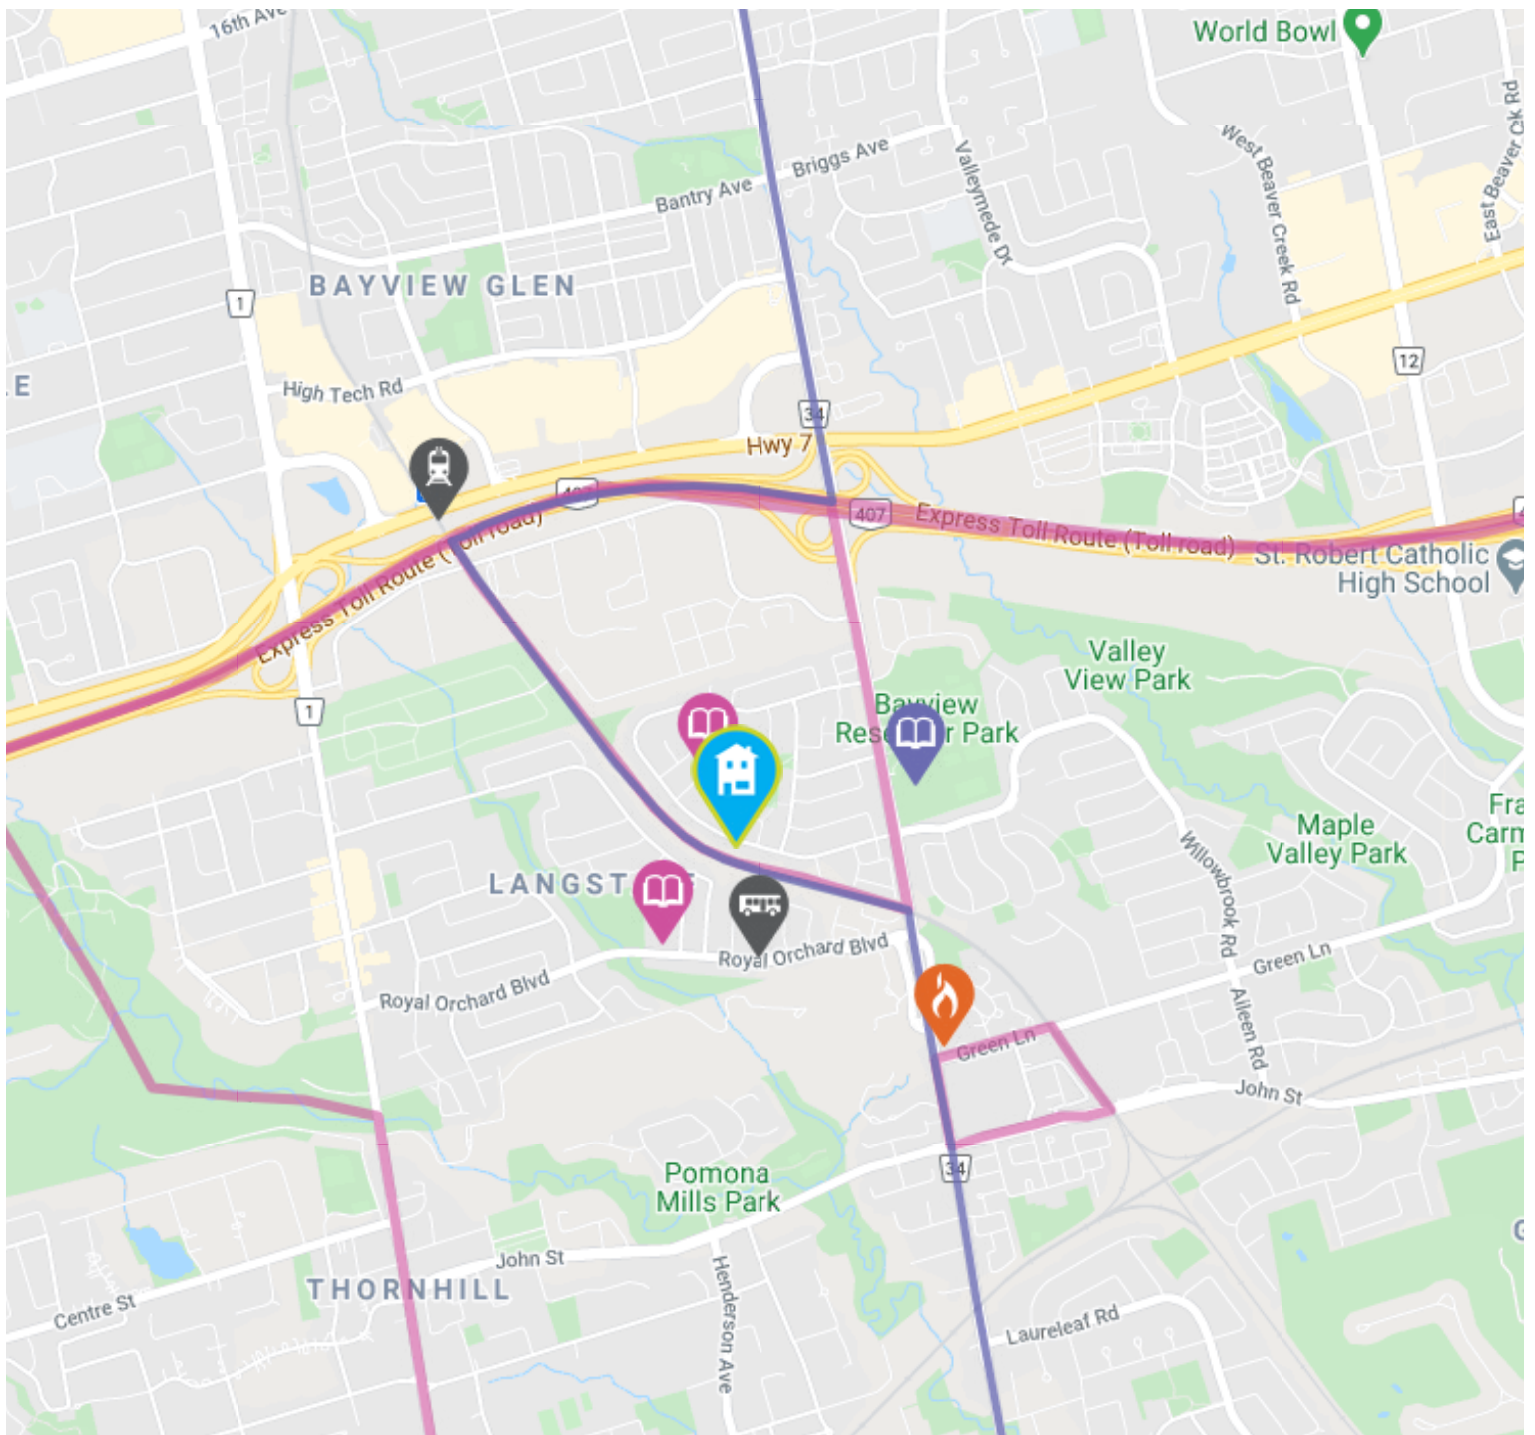 16th Ave
World Bowl
Briggs Ave
Bantry Ave
Valleymede Dr
West Beaver Creek Rd
East Beaver Ck Rd
BAYVIEW GLEN
1
12
E
High Tech Rd
34
Hwy 7
407
407
Express Toll Route (Toll road)
Express Toll Route (Toll road)
St. Robert Catholic
High School
1
Valley
View Park
Bayview
Park
Willowbrook Rd
Maple
Valley Park
Fra
Carm
P
LANGST
Royal Orchard Blvd
Royal Orchard Blvd
Green Ln
Green Ln
Aileen Rd
John St
34
Pomona
Mills Park
John St
Henderson Ave
THORNHILL
Centre St
Laureleaf Rd
G